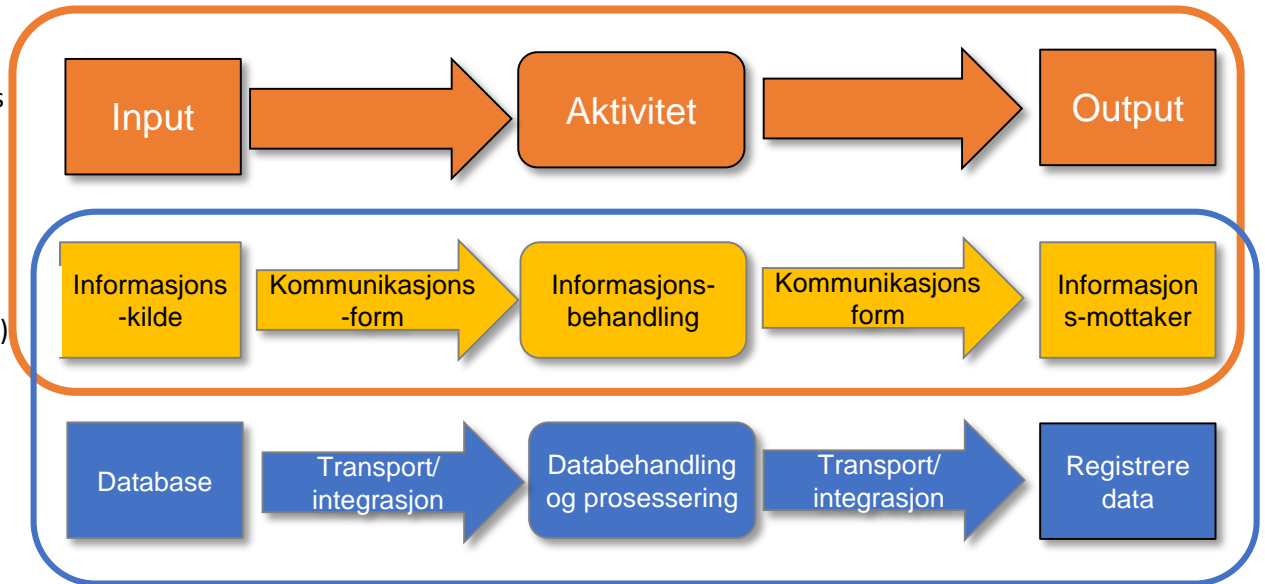 s
Input
Aktivitet
Output
Informasjons
-kilde
Kommunikasjons
-form
Informasjons-
behandling
Kommunikasjons
form
Informasjon
s-mottaker
)
Database
Transport/
integrasjon
Databehandling
og prosessering
Transport/
integrasjon
Registrere
data